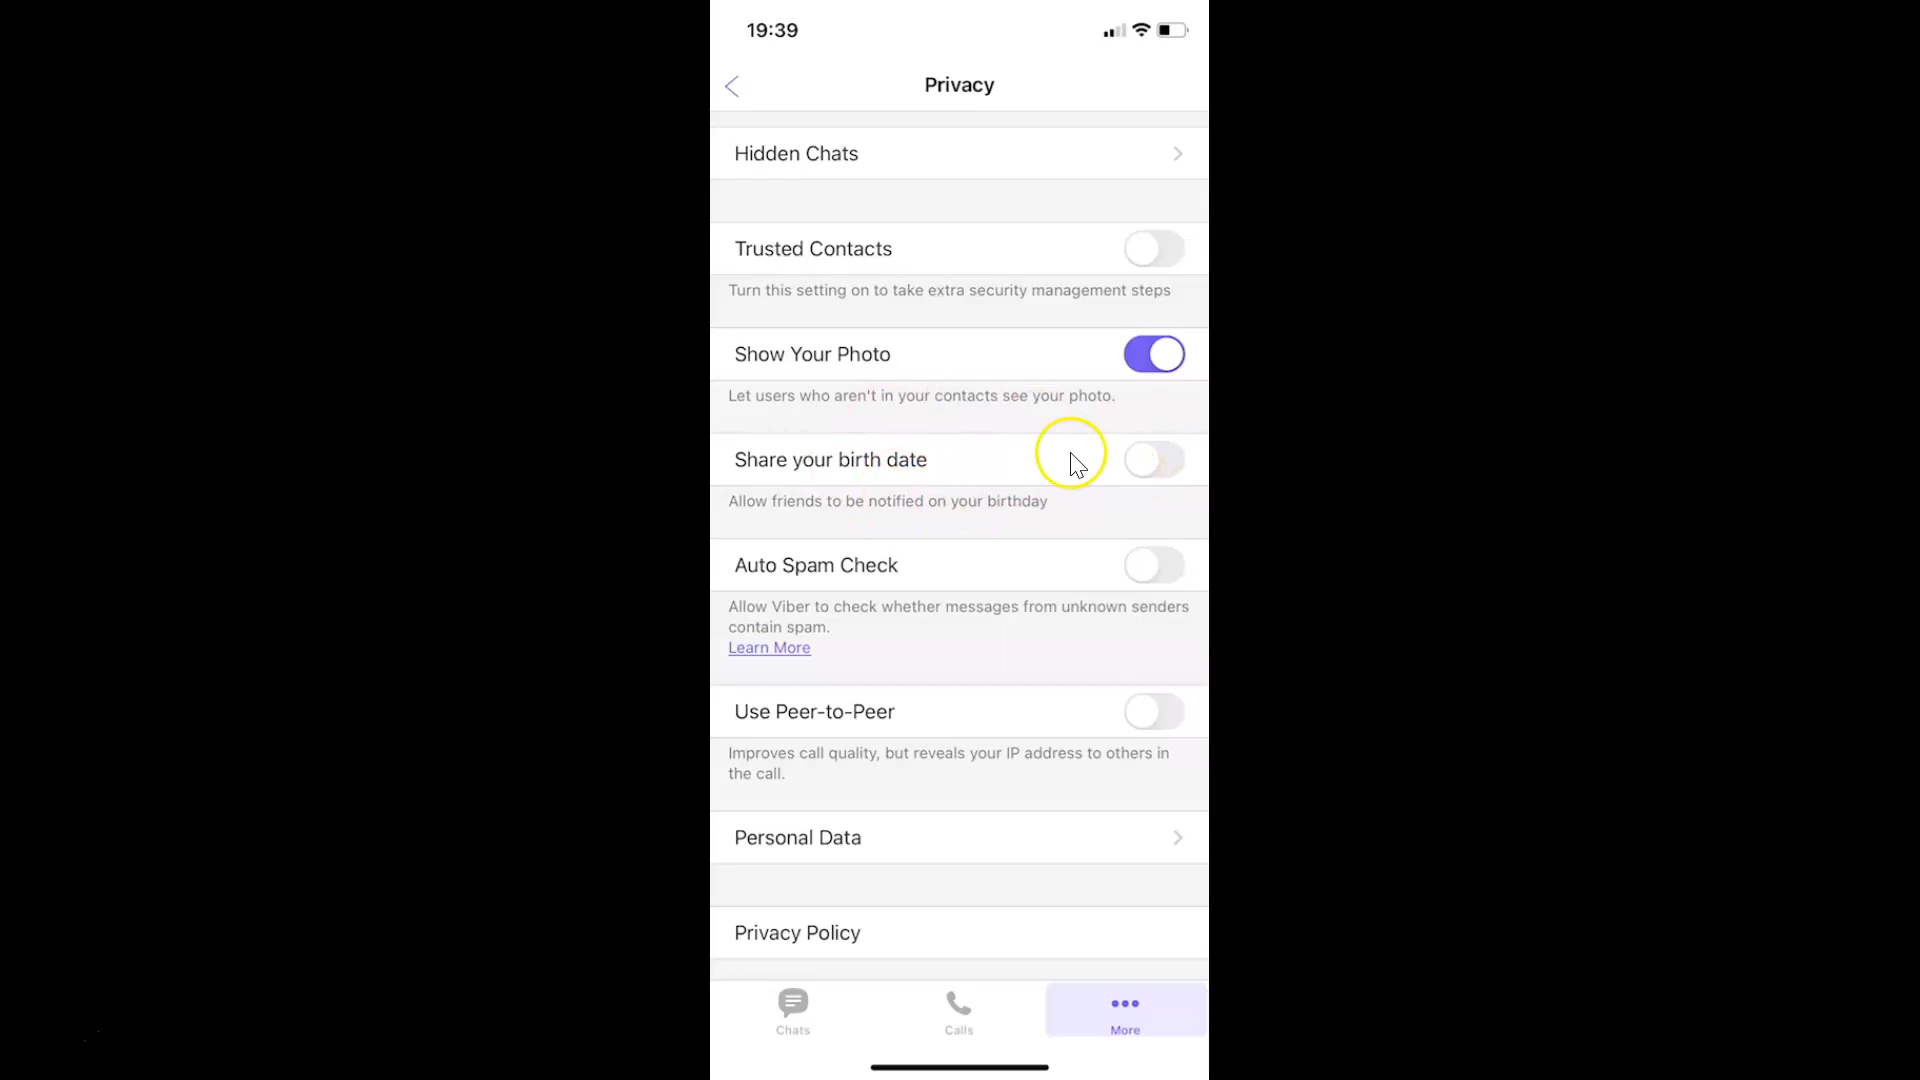 19:39
Privacy
Hidden Chats
Trusted Contacts
Turn this setting on to take extra security management steps
Show Your Photo
Let users who aren't in your contacts see your photo.
Share your birth date
Allow friends to be notified on your birthday
Auto Spam Check
Allow Viber to check whether messages from unknown senders
contain spam.
Learn More
Use Peer-to-Peer
Improves call quality, but reveals your IP address to others in
the call.
Personal Data
Privacy Policy
Chats
Calls
More